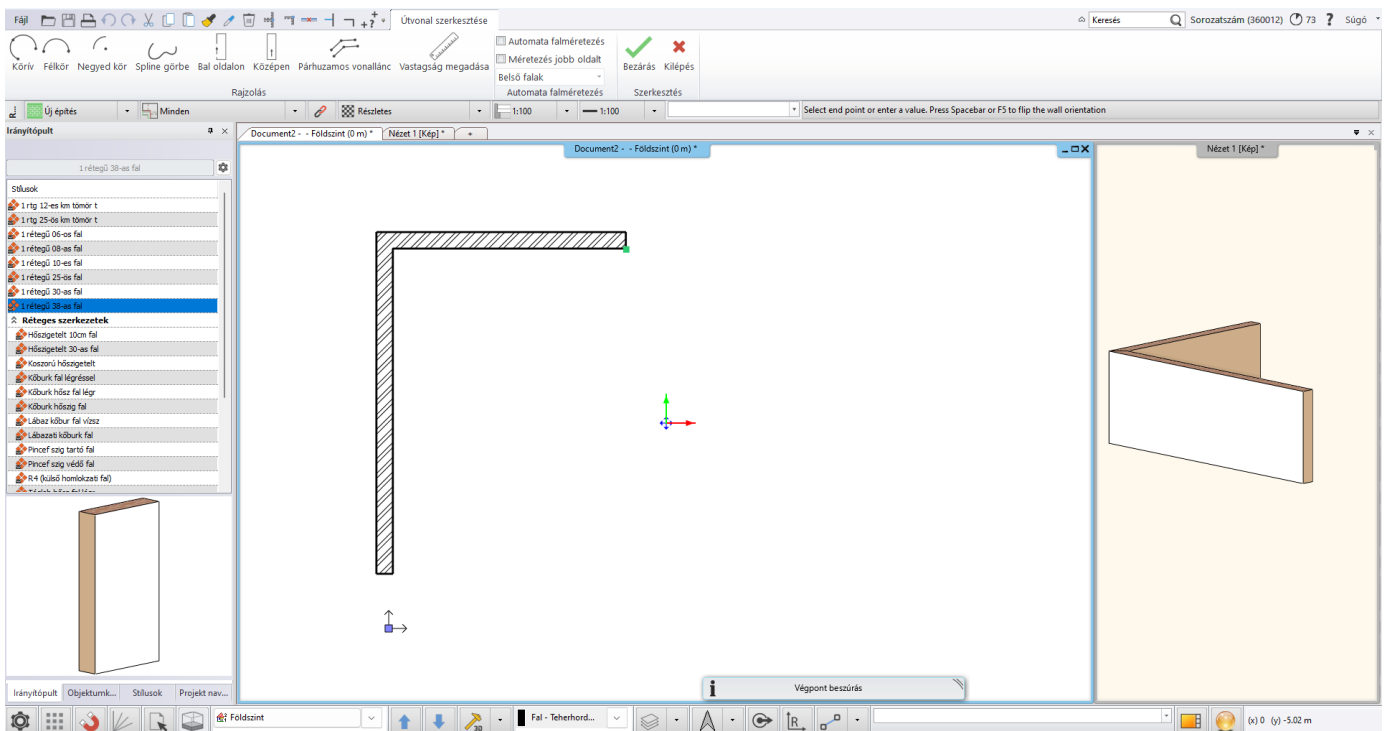 Fájl Útvonal szerkesztése Keresés Sorozatszám (360012) 73 ? Súgó
Automata falméretezés
Méretezés jobb oldalt
Körív Félkör Negyed kör Spline görbe Bal oldalon Középen Párhuzamos vonallánc Vastagság megadása Bezárás Kilépés
Belső falak
Rajzolás Automata falméretezés Szerkesztés
Új építés Minden Részletes 1:100 1:100 Select end point or enter a value. Press Spacebar or F5 to flip the wall orientation
Irányítópult
Document2 - - Földszint (0 m) * Nézet 1 [Kép] * +
Document2 - - Földszint (0 m) * Nézet 1 [Kép] *
1 rétegű 38-as fal
Stílusok
1 rtg 12-es km tömör t
1 rtg 25-ös km tömör t
1 rétegű 06-os fal
1 rétegű 08-as fal
1 rétegű 10-es fal
1 rétegű 25-ös fal
1 rétegű 30-as fal
1 rétegű 38-as fal
Réteges szerkezetek
Hőszigetelt 10cm fal
Hőszigetelt 30-as fal
Koszorú hőszigetelt
Kőburk fal légréssel
Kőburk hősz fal légr
Kőburk hőszig fal
Lábaz kőbur fal vízsz
Lábazati kőburk fal
Pincef szig tartó fal
Pincef szig védő fal
R4 (külső homlokzati fal)
Irányítópult Objektumk... Stílusok Projekt nav...
i Végpont beszúrás
Földszint 3D Fal - Teherhord... R (x) 0 (y) -5.02 m